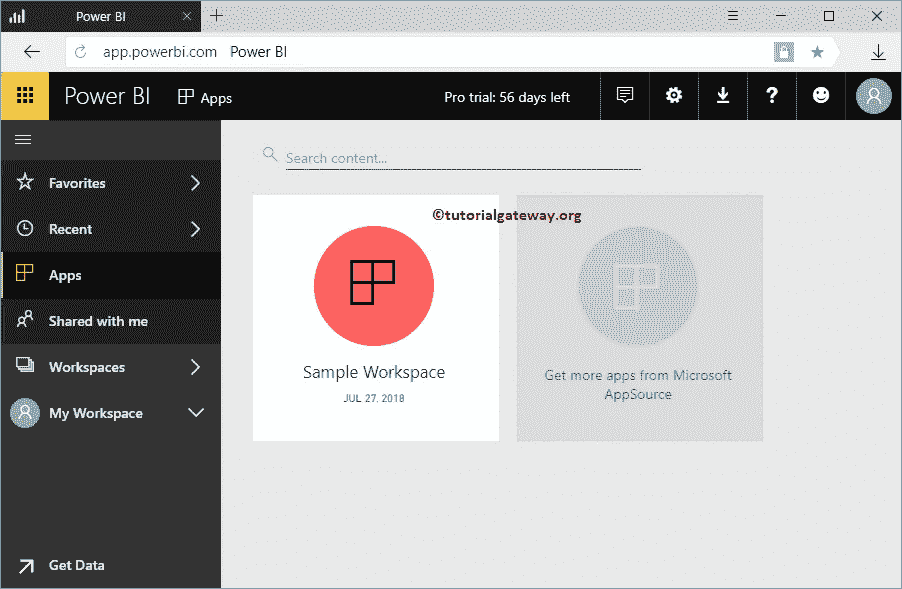 Power BI
app.powerbi.com Power BI
Power BI Apps Pro trial: 56 days left
Search content...
Favorites
Recent
Apps
Shared with me
Workspaces
My Workspace
Get Data
©tutorialgateway.org
Sample Workspace
JUL 27, 2018
Get more apps from Microsoft
AppSource